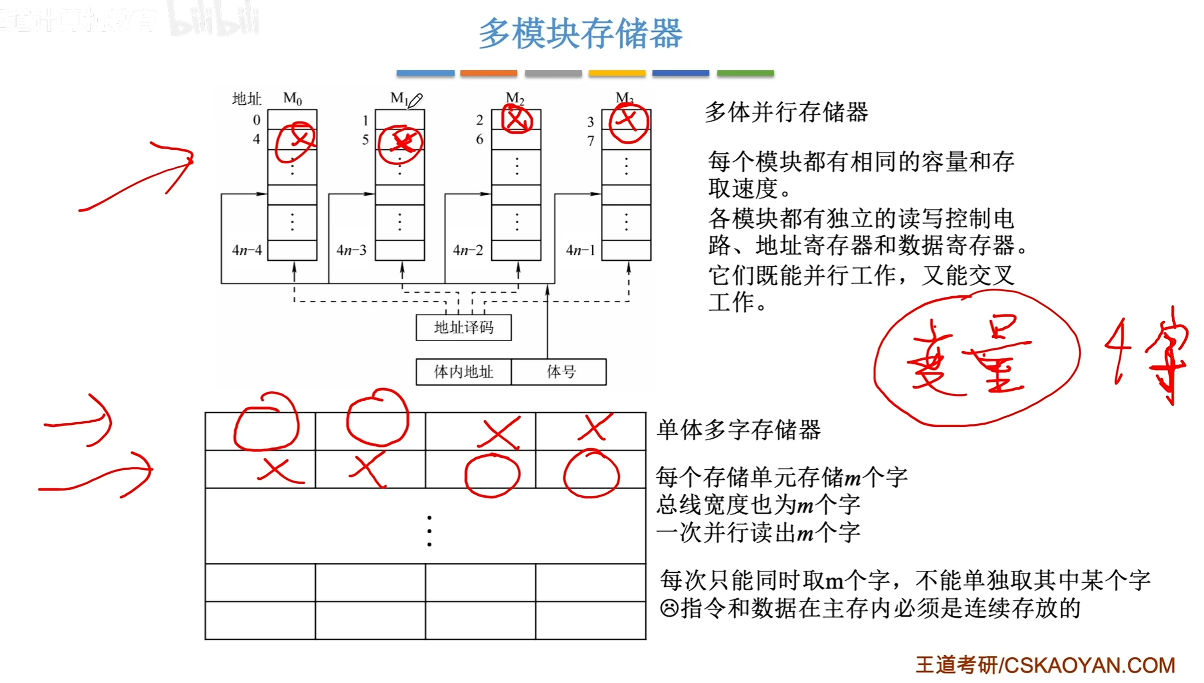 bilibili
多模块存储器
地址 M0 M1 M2 M3
0 1 2 3
4 5 6 7
⋮ ⋮ ⋮ ⋮
⋮ ⋮ ⋮ ⋮
4n-4 4n-3 4n-2 4n-1
地址译码
体内地址 体号
多体并行存储器
每个模块都有相同的容量和存
取速度。
各模块都有独立的读写控制电
路、地址寄存器和数据寄存器。
它们既能并行工作，又能交叉
工作。
变量 4字
⋮
单体多字存储器
每个存储单元存储m个字
总线宽度也为m个字
一次并行读出m个字
每次只能同时取m个字，不能单独取其中某个字
☹指令和数据在主存内必须是连续存放的
王道考研/CSKAOYAN.COM